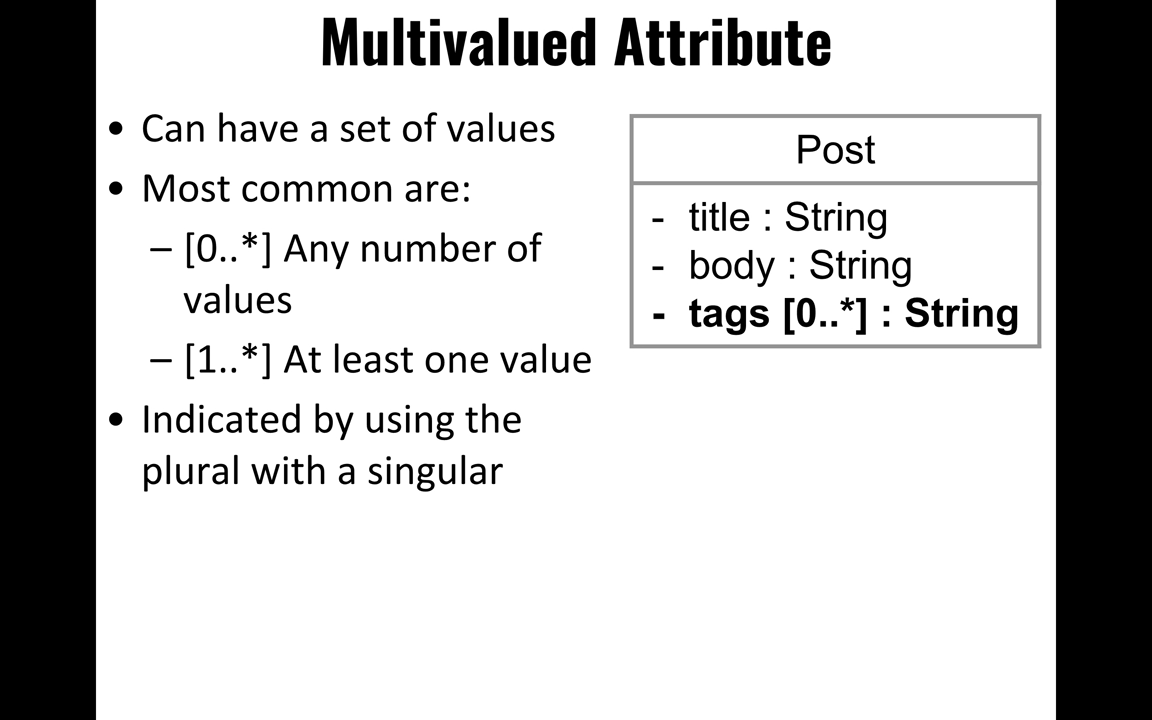 Multivalued Attribute
• Can have a set of values
• Most common are:
– [0..*] Any number of
values
– [1..*] At least one value
• Indicated by using the
plural with a singular
Post
- title : String
- body : String
- tags [0..*] : String